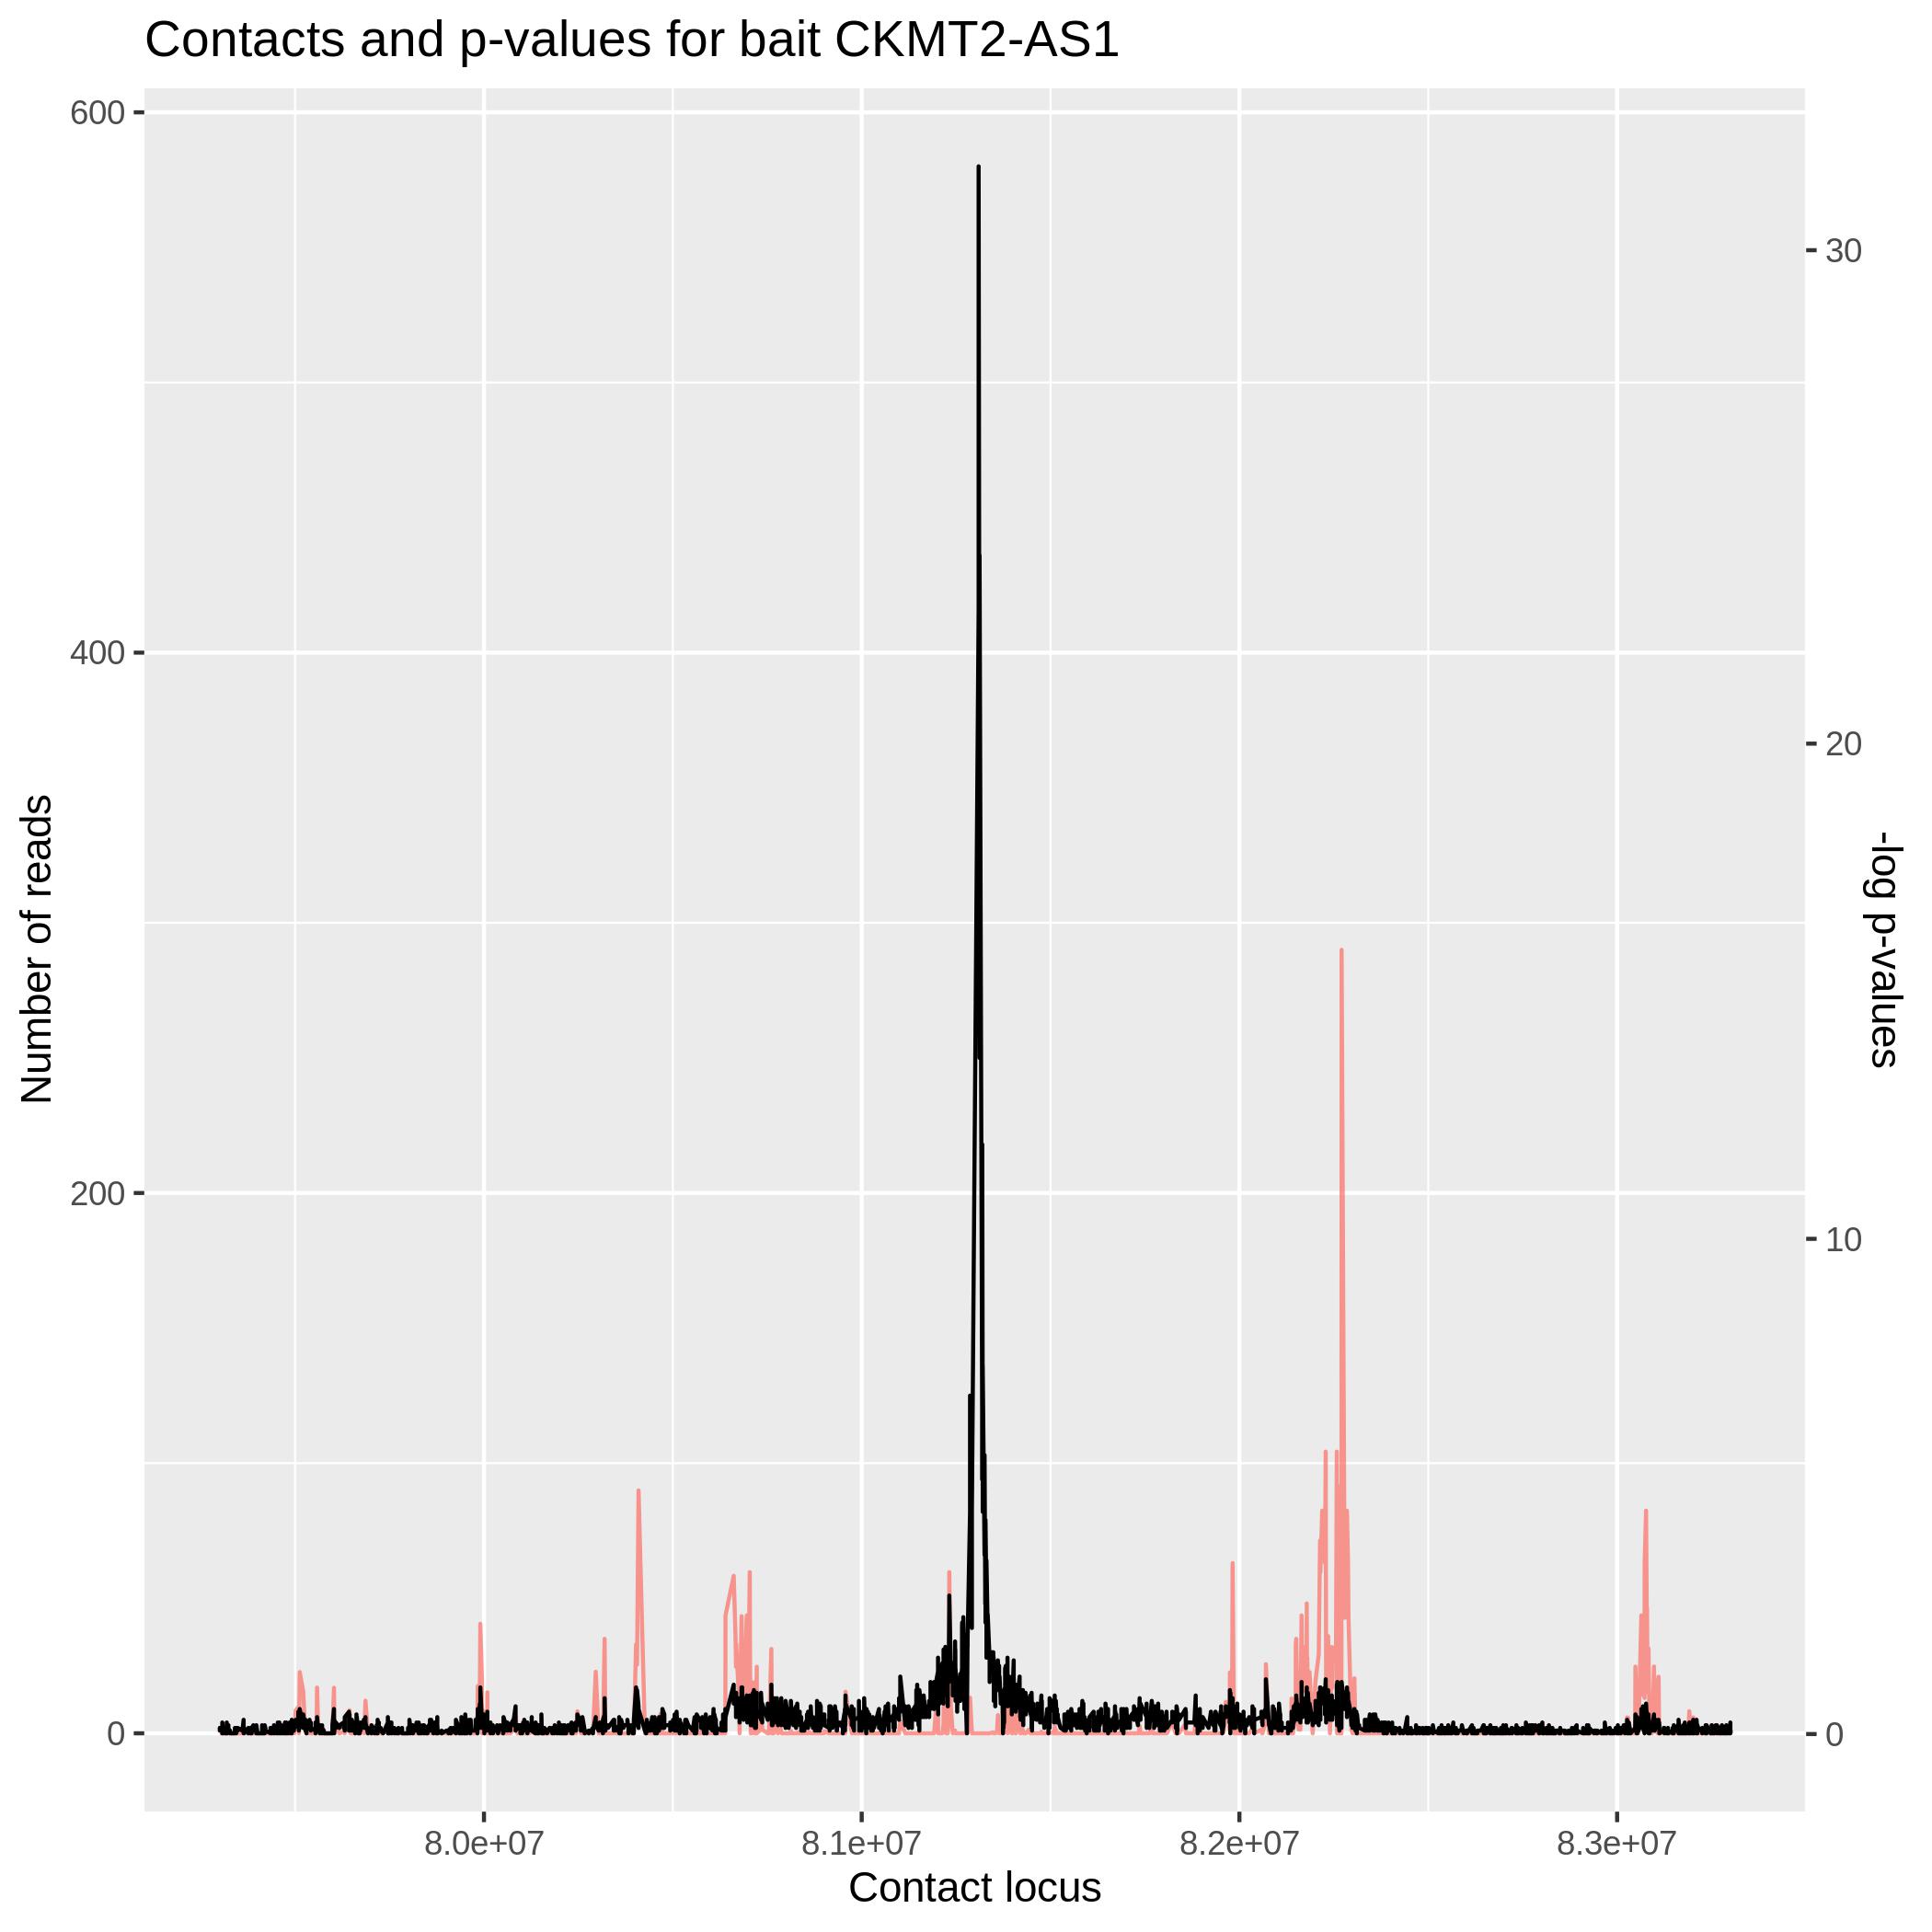 Contacts and p-values for bait CKMT2-AS1
600
400
200
0
Number of reads
30
20
10
0
-log p-values
8.0e+07
8.1e+07
8.2e+07
8.3e+07
Contact locus